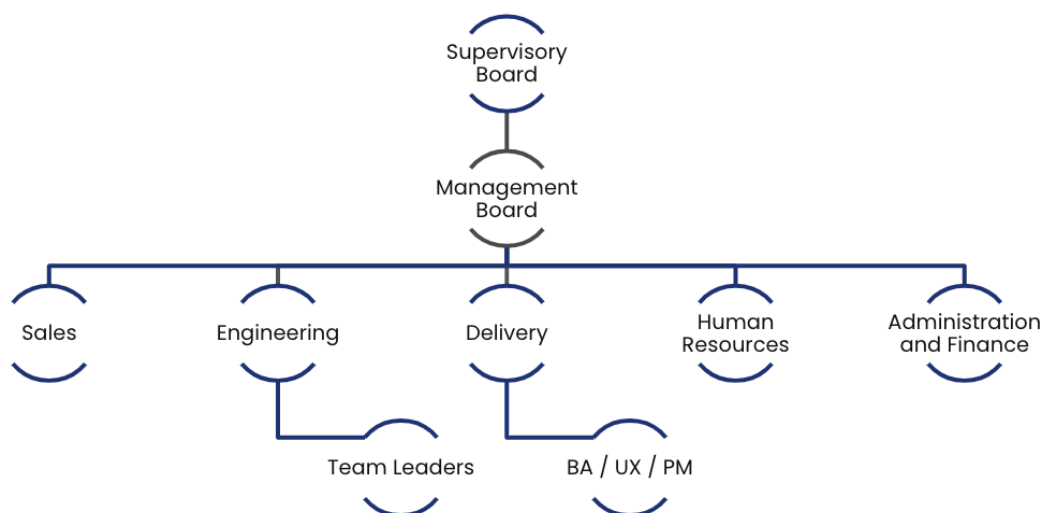 Supervisory
Board
Management
Board
Sales
Engineering
Delivery
Human
Resources
Administration
and Finance
Team Leaders
BA / UX / PM